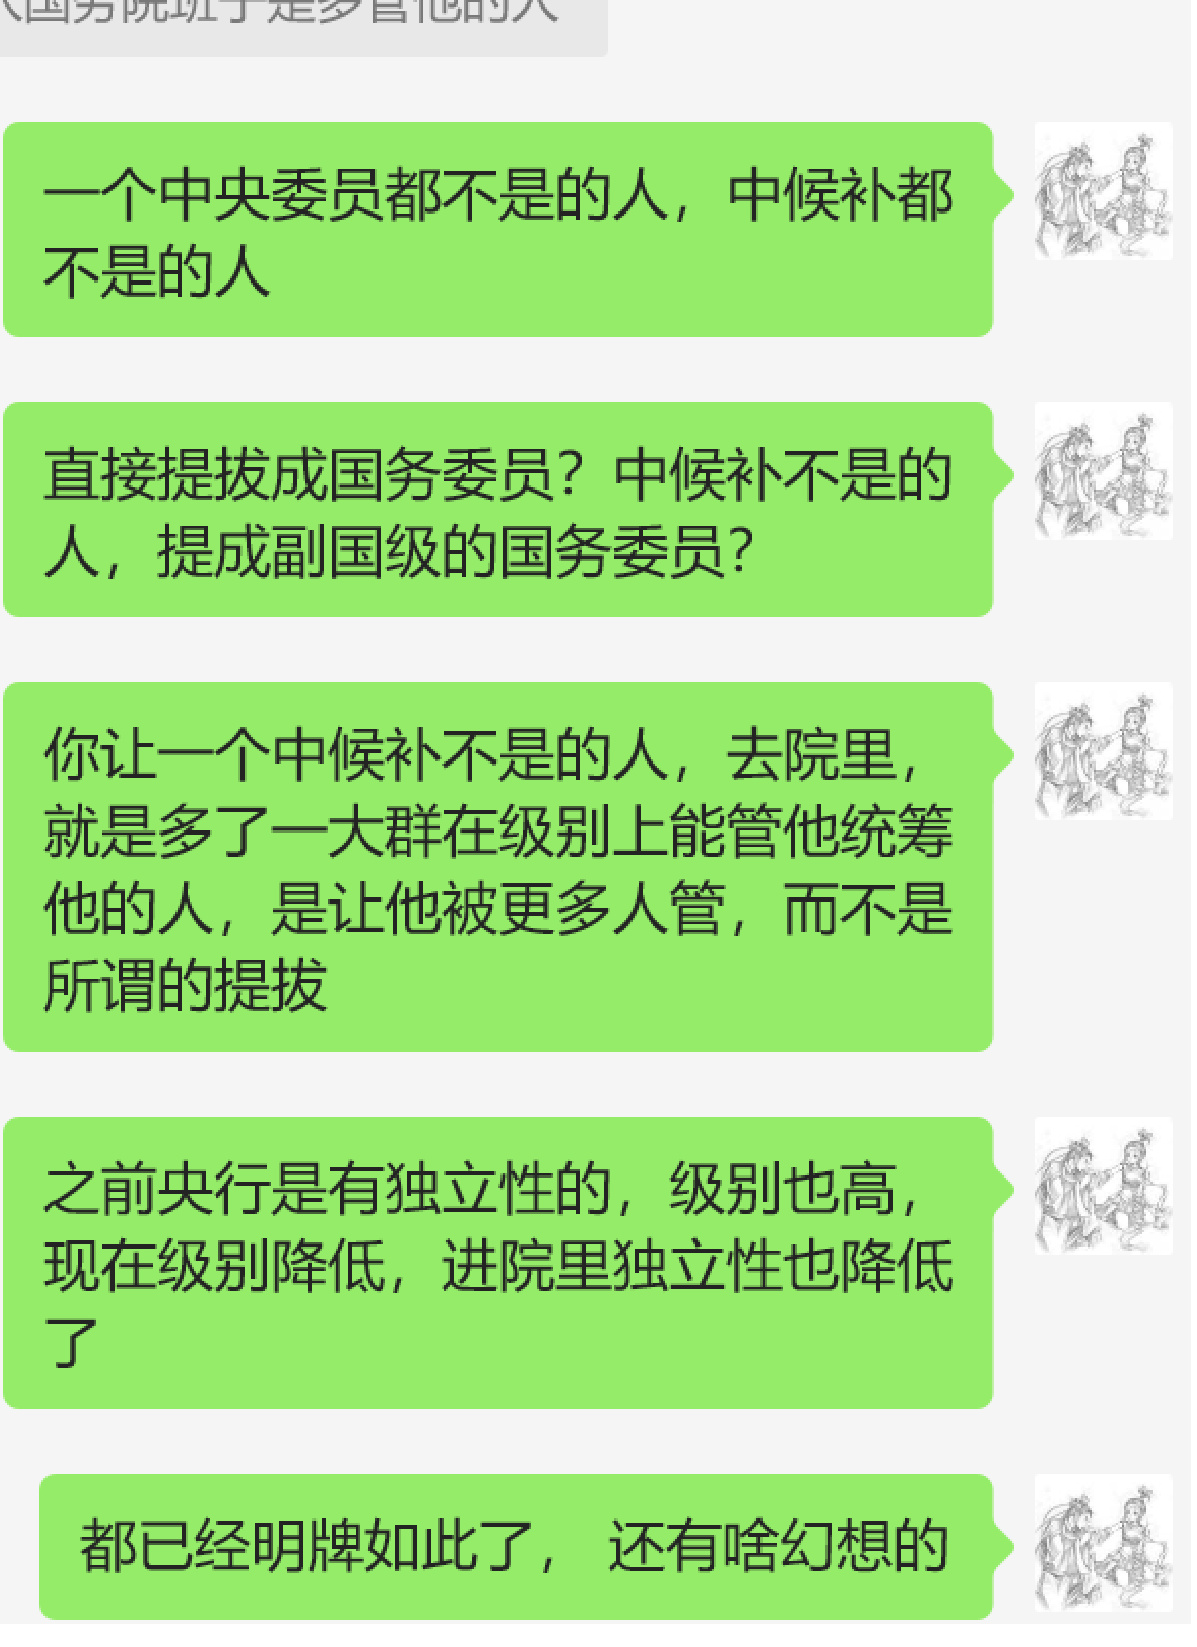 国务院班子是多管他的人
一个中央委员都不是的人，中候补都
不是的人
直接提拔成国务委员？中候补不是的
人，提成副国级的国务委员？
你让一个中候补不是的人，去院里，
就是多了一大群在级别上能管他统筹
他的人，是让他被更多人管，而不是
所谓的提拔
之前央行是有独立性的，级别也高，
现在级别降低，进院里独立性也降低
了
都已经明牌如此了， 还有啥幻想的